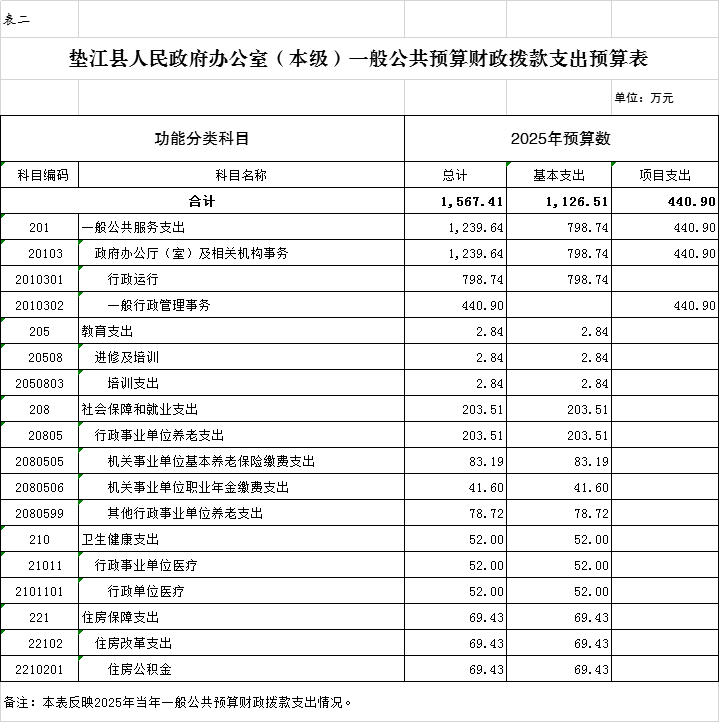 表二
垫江县人民政府办公室（本级）一般公共预算财政拨款支出预算表
单位：万元
功能分类科目 2025年预算数
科目编码 科目名称 总计 基本支出 项目支出
合计 1,567.41 1,126.51 440.90
201 一般公共服务支出 1,239.64 798.74 440.90
20103 政府办公厅（室）及相关机构事务 1,239.64 798.74 440.90
2010301 行政运行 798.74 798.74
2010302 一般行政管理事务 440.90 440.90
205 教育支出 2.84 2.84
20508 进修及培训 2.84 2.84
2050803 培训支出 2.84 2.84
208 社会保障和就业支出 203.51 203.51
20805 行政事业单位养老支出 203.51 203.51
2080505 机关事业单位基本养老保险缴费支出 83.19 83.19
2080506 机关事业单位职业年金缴费支出 41.60 41.60
2080599 其他行政事业单位养老支出 78.72 78.72
210 卫生健康支出 52.00 52.00
21011 行政事业单位医疗 52.00 52.00
2101101 行政单位医疗 52.00 52.00
221 住房保障支出 69.43 69.43
22102 住房改革支出 69.43 69.43
2210201 住房公积金 69.43 69.43
备注：本表反映2025年当年一般公共预算财政拨款支出情况。